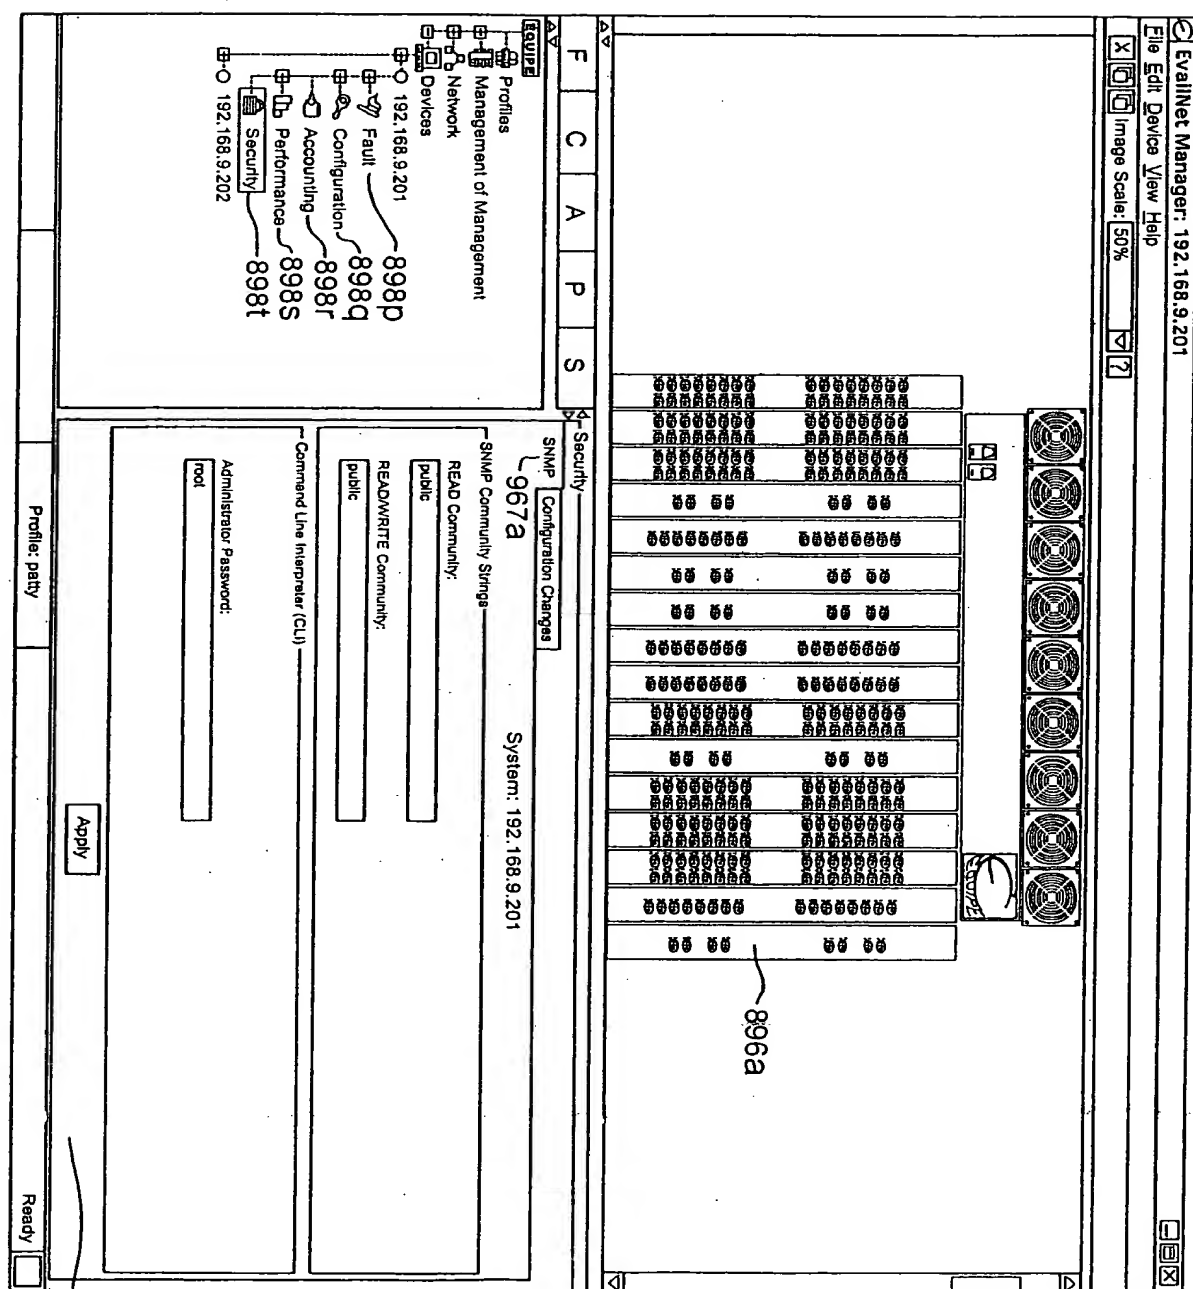 EvailNet Manager: 192.168.9.201
File Edit Device View Help
Image Scale: 50%
?
896a
EQUIPE
F C A P S
EQUIPE
Profiles
Management of Management
Network
Devices
192.168.9.201
Fault 898p
Configuration 898q
Accounting 898r
Performance 898s
Security 898t
192.168.9.202
Security
SNMP Configuration Changes
967a
System: 192.168.9.201
SNMP Community Strings
READ Community:
public
READ/WRITE Community:
public
Command Line Interpreter (CLI)
Administrator Password:
root
Apply
Profile: patty
Ready